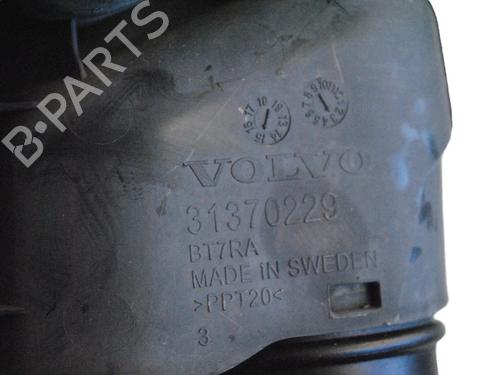 B-PARTS
VOLVO
31370229
BT7RA
MADE IN SWEDEN
>PPT20<
3